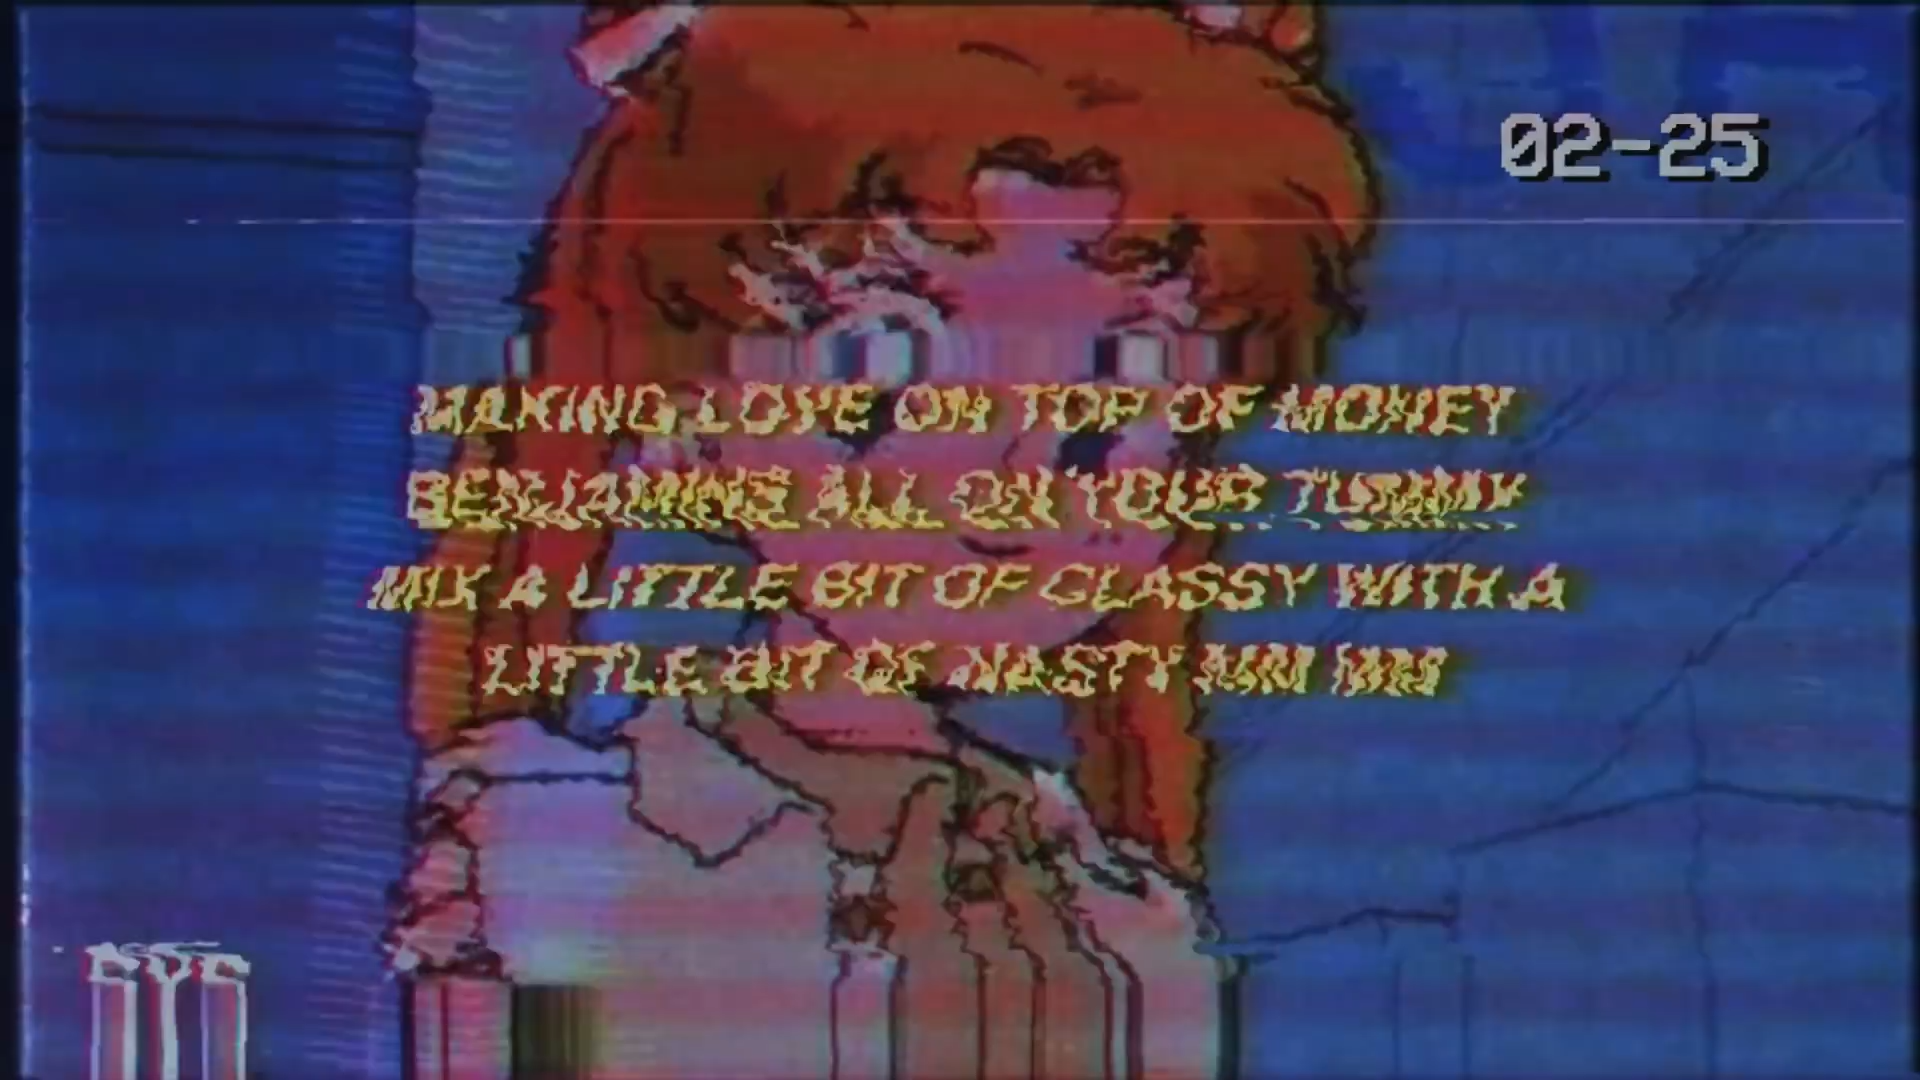 02-25
MAKING LOVE ON TOP OF MONEY
BENJAMINS ALL ON YOUR TUMMY
MIX A LITTLE BIT OF CLASSY WITH A
LITTLE BIT OF NASTY MM MM